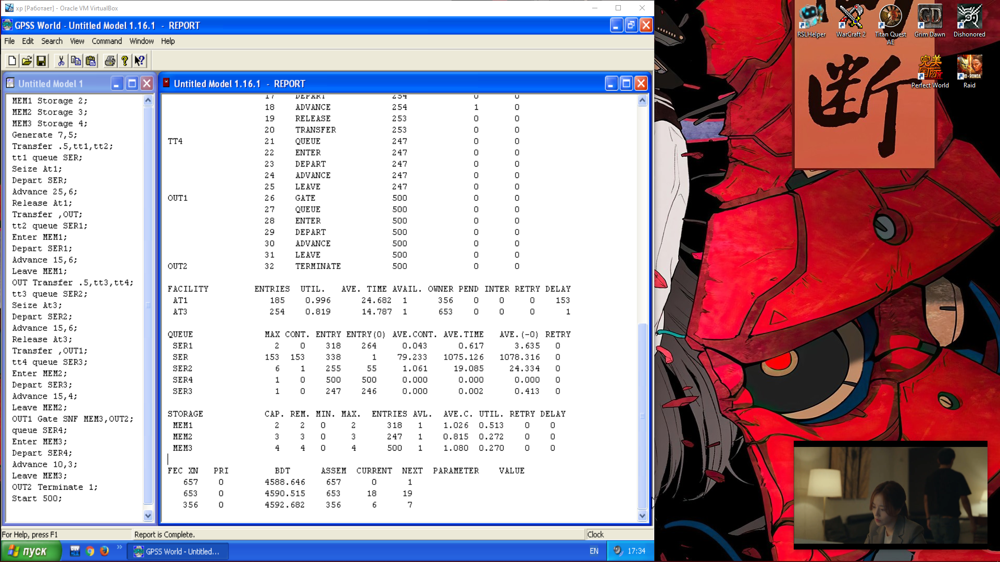 xp [Работает] - Oracle VM VirtualBox
GPSS World - Untitled Model 1.16.1 - REPORT
File Edit Search View Command Window Help
Untitled Model 1
MEM1 Storage 2;
MEM2 Storage 3;
MEM3 Storage 4;
Generate 7,5;
Transfer .5,tt1,tt2;
tt1 queue SER;
Seize At1;
Depart SER;
Advance 25,6;
Release At1;
Transfer ,OUT;
tt2 queue SER1;
Enter MEM1;
Depart SER1;
Advance 15,6;
Leave MEM1;
OUT Transfer .5,tt3,tt4;
tt3 queue SER2;
Seize At3;
Depart SER2;
Advance 15,6;
Release At3;
Transfer ,OUT1;
tt4 queue SER3;
Enter MEM2;
Depart SER3;
Advance 15,4;
Leave MEM2;
OUT1 Gate SNF MEM3,OUT2;
queue SER4;
Enter MEM3;
Depart SER4;
Advance 10,3;
Leave MEM3;
OUT2 Terminate 1;
Start 500;
Untitled Model 1.16.1 - REPORT
17 DEPART 254 0 0
18 ADVANCE 254 1 0
19 RELEASE 253 0 0
20 TRANSFER 253 0 0
TT4 21 QUEUE 247 0 0
22 ENTER 247 0 0
23 DEPART 247 0 0
24 ADVANCE 247 0 0
25 LEAVE 247 0 0
OUT1 26 GATE 500 0 0
27 QUEUE 500 0 0
28 ENTER 500 0 0
29 DEPART 500 0 0
30 ADVANCE 500 0 0
31 LEAVE 500 0 0
OUT2 32 TERMINATE 500 0 0
FACILITY ENTRIES UTIL. AVE. TIME AVAIL. OWNER PEND INTER RETRY DELAY
AT1 185 0.996 24.682 1 356 0 0 0 153
AT3 254 0.819 14.787 1 653 0 0 0 1
QUEUE MAX CONT. ENTRY ENTRY(0) AVE.CONT. AVE.TIME AVE.(-0) RETRY
SER1 2 0 318 264 0.043 0.617 3.635 0
SER 153 153 338 1 79.233 1075.126 1078.316 0
SER2 6 1 255 55 1.061 19.085 24.334 0
SER4 1 0 500 500 0.000 0.000 0.000 0
SER3 1 0 247 246 0.000 0.002 0.413 0
STORAGE CAP. REM. MIN. MAX. ENTRIES AVL. AVE.C. UTIL. RETRY DELAY
MEM1 2 2 0 2 318 1 1.026 0.513 0 0
MEM2 3 3 0 3 247 1 0.815 0.272 0 0
MEM3 4 4 0 4 500 1 1.080 0.270 0 0
FEC XN PRI BDT ASSEM CURRENT NEXT PARAMETER VALUE
657 0 4588.646 657 0 1
653 0 4590.515 653 18 19
356 0 4592.682 356 6 7
For Help, press F1
Report is Complete.
Clock
пуск
GPSS World - Untitled...
EN
17:34
RSLHelper
WarCraft 2
Titan Quest AE
Grim Dawn
Dishonored
GD
完美
国际
Perfect World
Raid
断